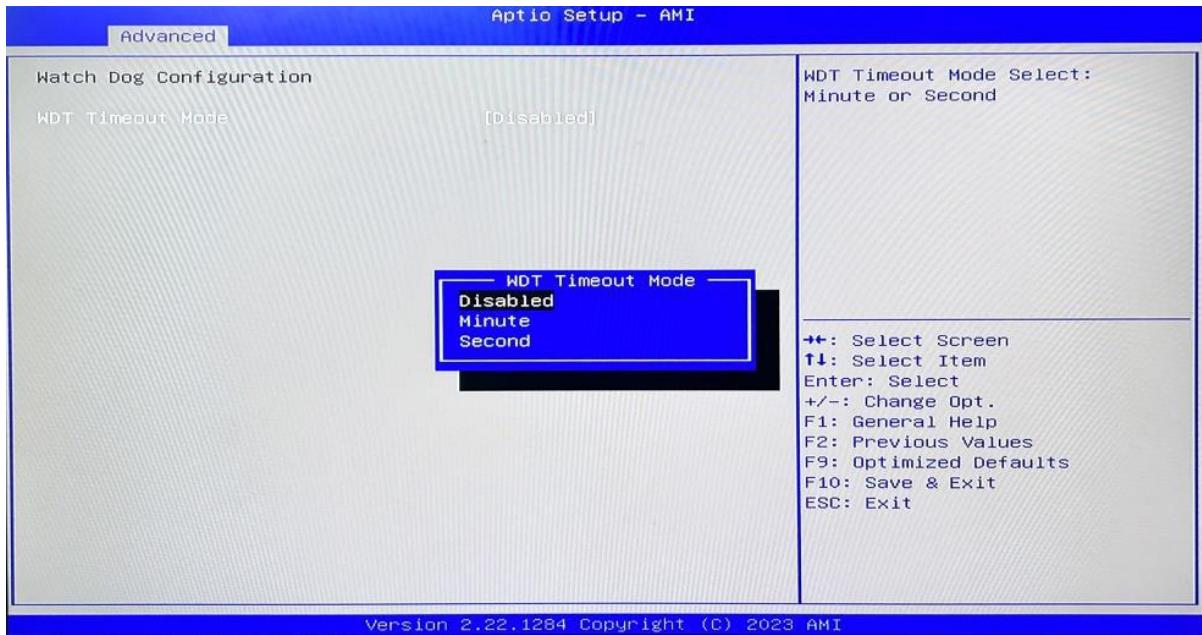 Aptio Setup – AMI
Advanced
Watch Dog Configuration
WDT Timeout Mode [Disabled]
WDT Timeout Mode
Disabled
Minute
Second
WDT Timeout Mode Select:
Minute or Second
→←: Select Screen
↑↓: Select Item
Enter: Select
+/-: Change Opt.
F1: General Help
F2: Previous Values
F9: Optimized Defaults
F10: Save & Exit
ESC: Exit
Version 2.22.1284 Copyright (C) 2023 AMI